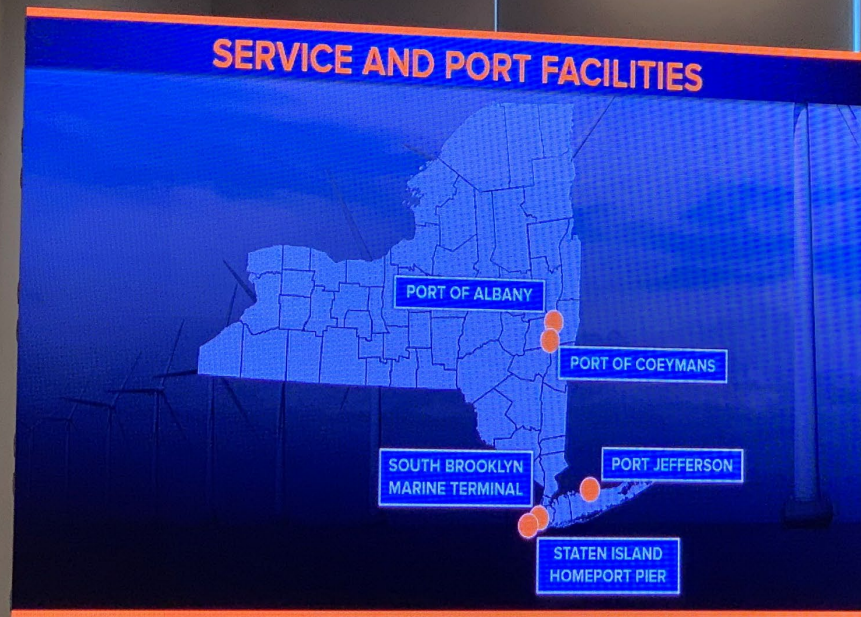 SERVICE AND PORT FACILITIES
PORT OF ALBANY
PORT OF COEYMANS
SOUTH BROOKLYN
MARINE TERMINAL
PORT JEFFERSON
STATEN ISLAND
HOMEPORT PIER